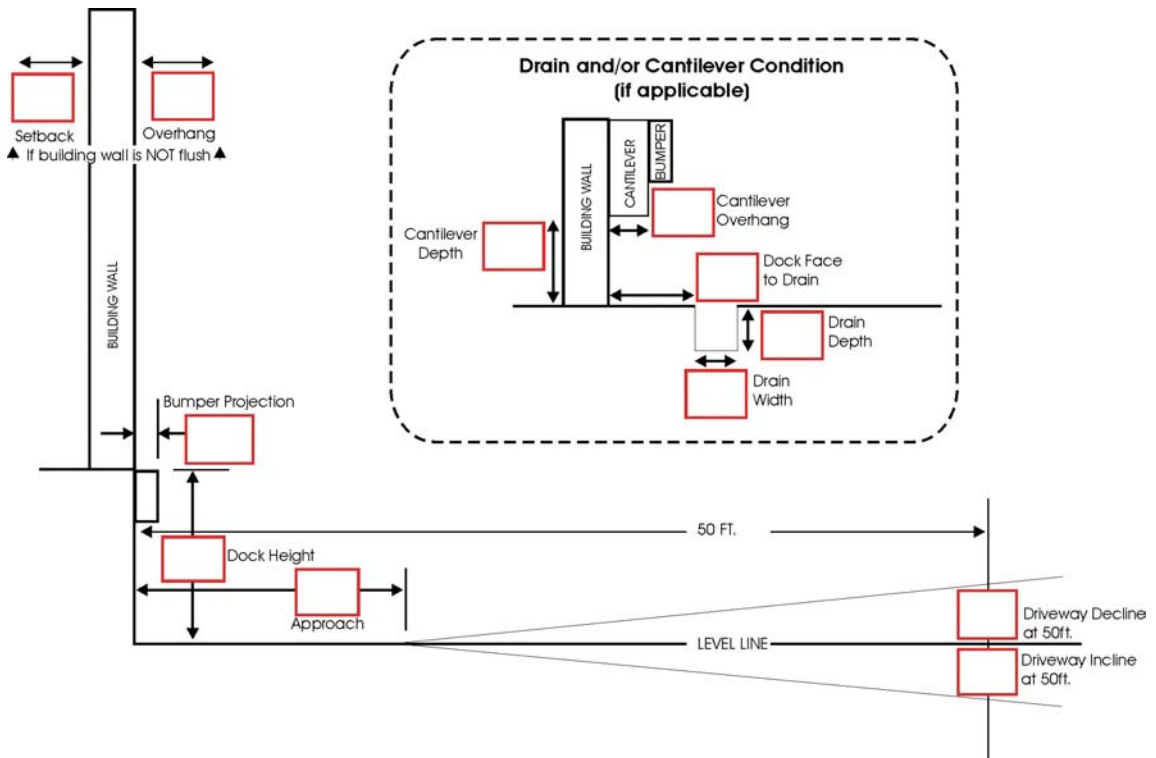 Setback
Overhang
If building wall is NOT flush
BUILDING WALL
Drain and/or Cantilever Condition
(if applicable)
BUILDING WALL
CANTILEVER
BUMPER
Cantilever
Overhang
Cantilever
Depth
Dock Face
to Drain
Drain
Depth
Drain
Width
Bumper Projection
50 FT.
Dock Height
Approach
LEVEL LINE
Driveway Decline
at 50ft.
Driveway Incline
at 50ft.